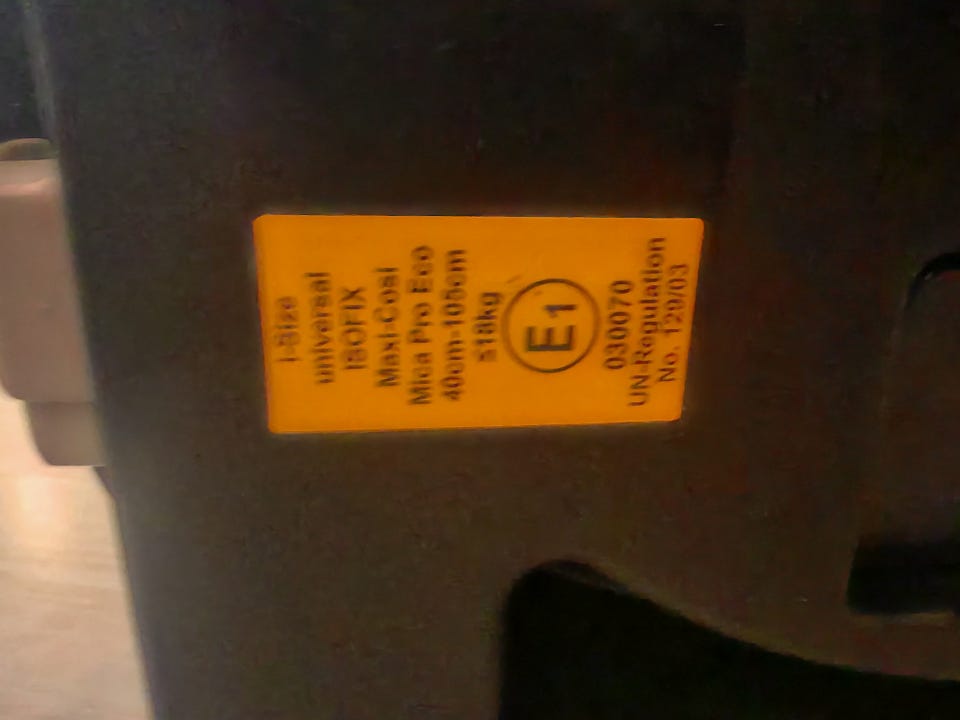 i-Size
universal
ISOFIX
Maxi-Cosi
Mica Pro Eco
40cm-105cm
≤18kg
E1
030070
UN-Regulation
No. 129/03